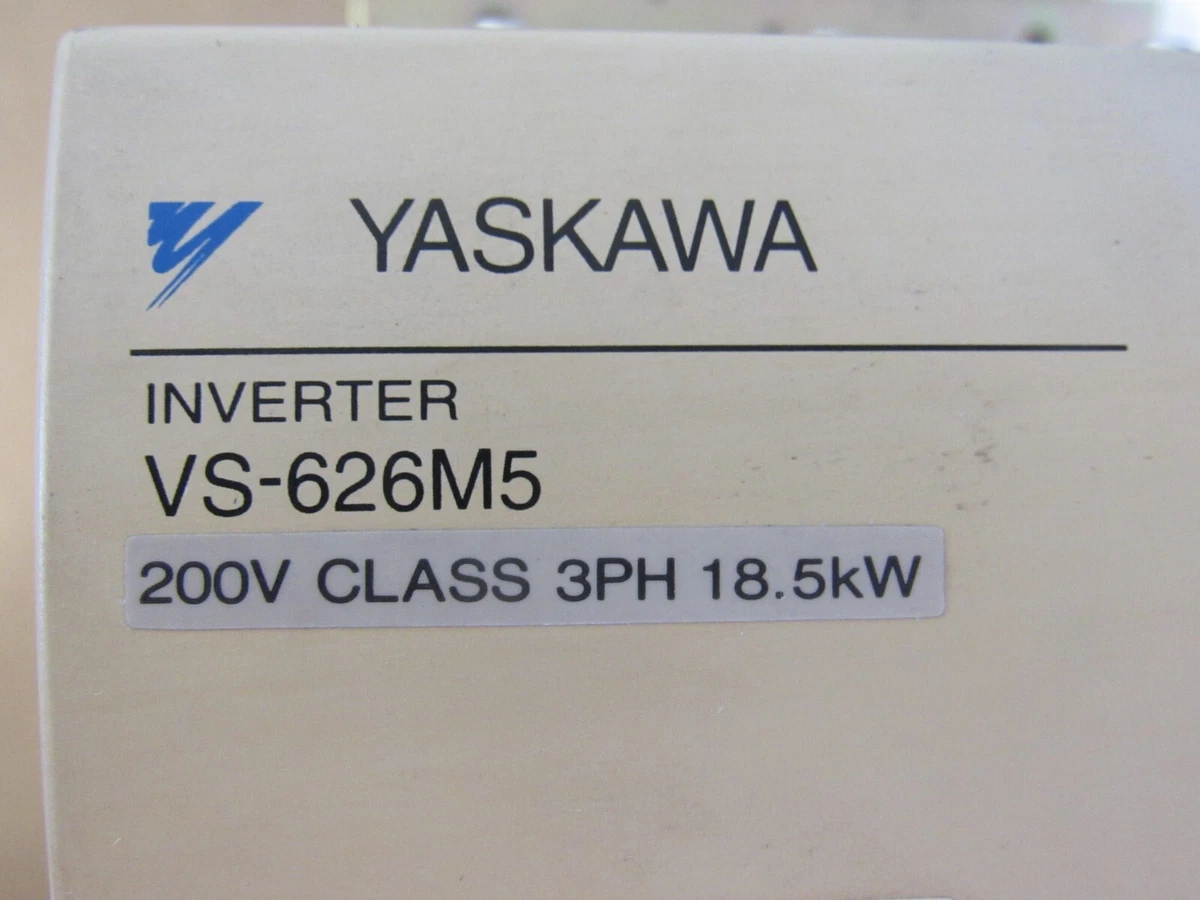 YASKAWA
INVERTER
VS-626M5
200V CLASS 3PH 18.5kW